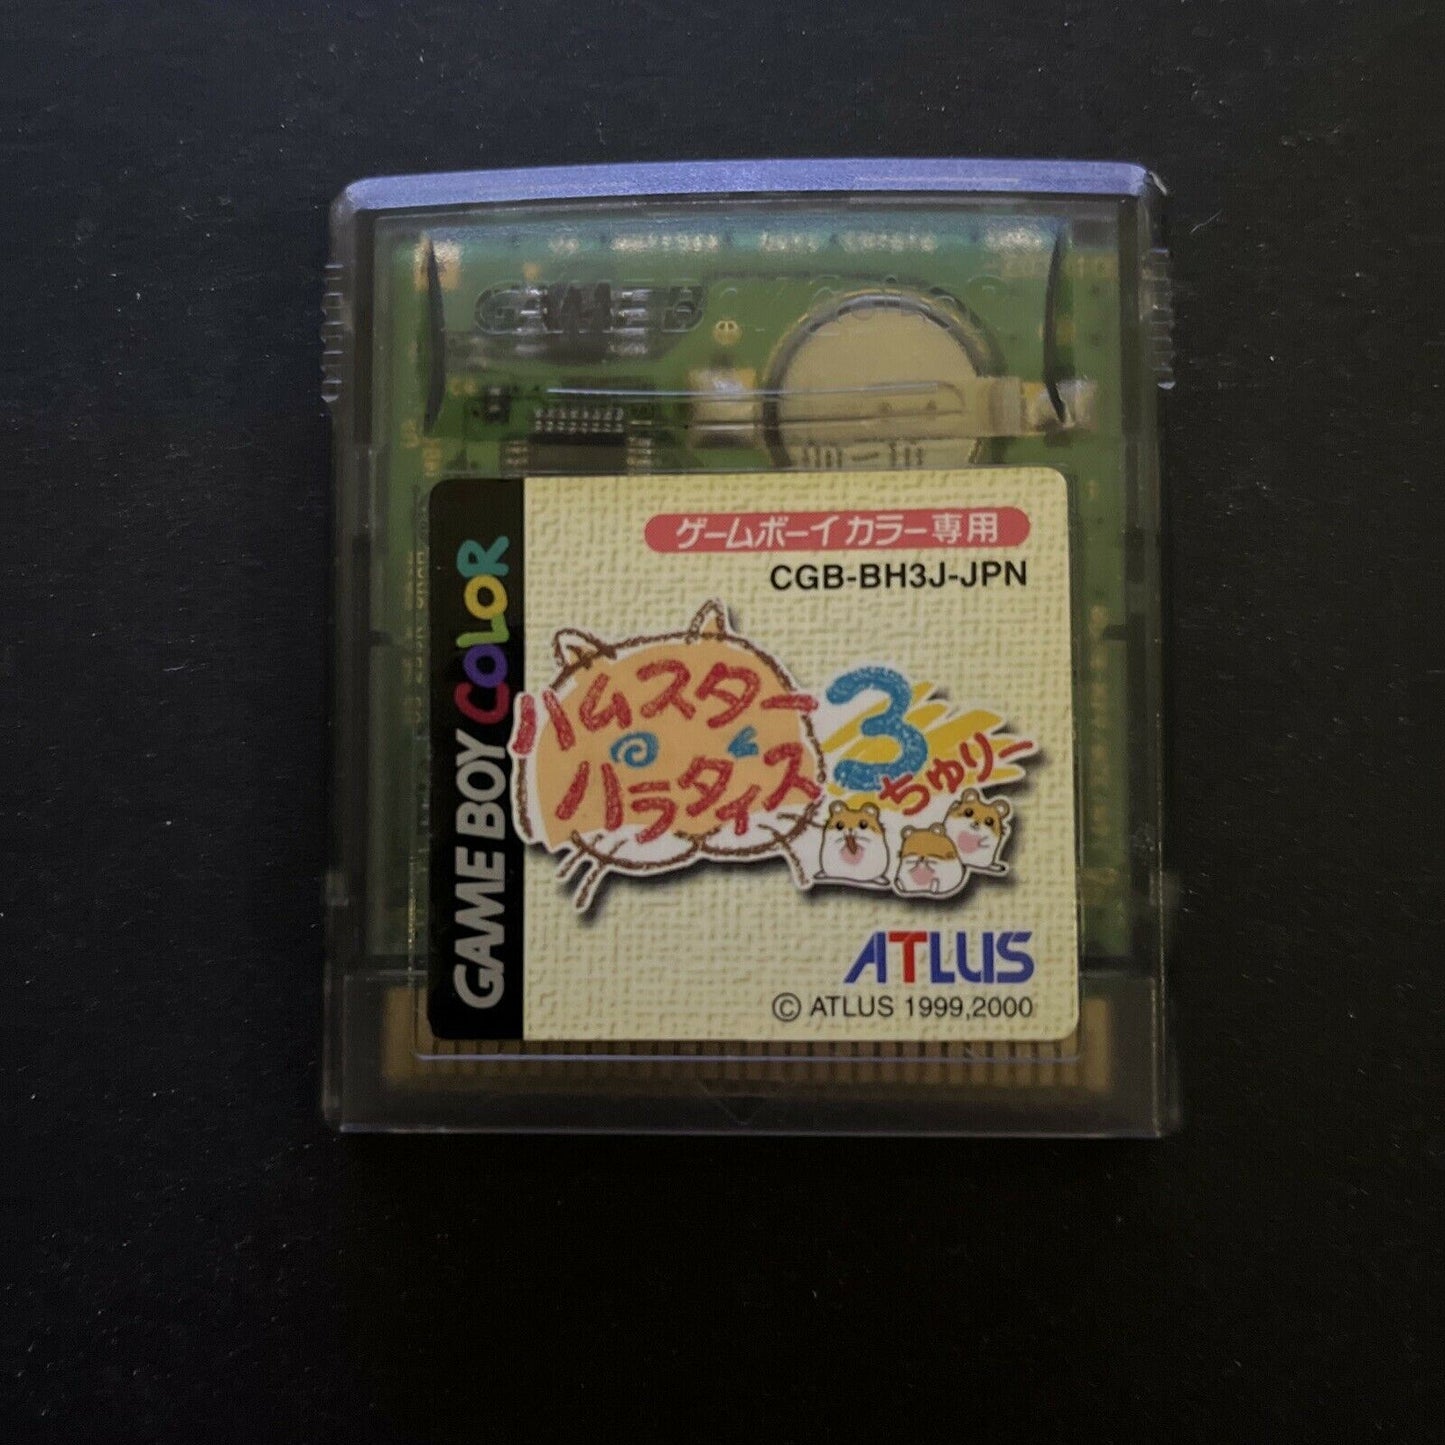 GAME B
GAME BOY COLOR
ゲームボーイカラー専用
CGB-BH3J-JPN
ハムスター
パラダイス
3
ちゅりー
ATLUS
© ATLUS 1999,2000